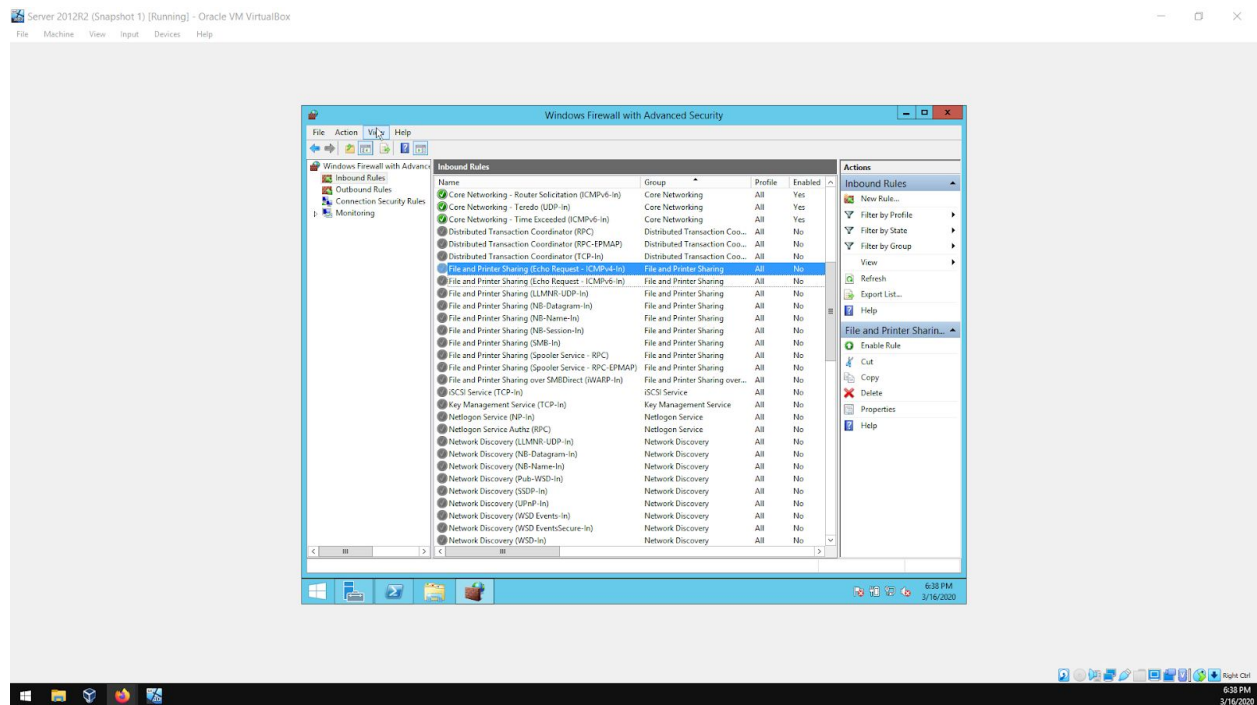 Server 2012R2 (Snapshot 1) [Running] - Oracle VM VirtualBox
File Machine View Input Devices Help
Windows Firewall with Advanced Security
File Action View Help
Windows Firewall with Advance
Inbound Rules
Outbound Rules
Connection Security Rules
Monitoring
Inbound Rules
Name Group Profile Enabled
Core Networking - Router Solicitation (ICMPv6-In) Core Networking All Yes
Core Networking - Teredo (UDP-In) Core Networking All Yes
Core Networking - Time Exceeded (ICMPv6-In) Core Networking All Yes
Distributed Transaction Coordinator (RPC) Distributed Transaction Coo... All No
Distributed Transaction Coordinator (RPC-EPMAP) Distributed Transaction Coo... All No
Distributed Transaction Coordinator (TCP-In) Distributed Transaction Coo... All No
File and Printer Sharing (Echo Request - ICMPv4-In) File and Printer Sharing All No
File and Printer Sharing (Echo Request - ICMPv6-In) File and Printer Sharing All No
File and Printer Sharing (LLMNR-UDP-In) File and Printer Sharing All No
File and Printer Sharing (NB-Datagram-In) File and Printer Sharing All No
File and Printer Sharing (NB-Name-In) File and Printer Sharing All No
File and Printer Sharing (NB-Session-In) File and Printer Sharing All No
File and Printer Sharing (SMB-In) File and Printer Sharing All No
File and Printer Sharing (Spooler Service - RPC) File and Printer Sharing All No
File and Printer Sharing (Spooler Service - RPC-EPMAP) File and Printer Sharing All No
File and Printer Sharing over SMBDirect (iWARP-In) File and Printer Sharing over... All No
iSCSI Service (TCP-In) iSCSI Service All No
Key Management Service (TCP-In) Key Management Service All No
Netlogon Service (NP-In) Netlogon Service All No
Netlogon Service Authz (RPC) Netlogon Service All No
Network Discovery (LLMNR-UDP-In) Network Discovery All No
Network Discovery (NB-Datagram-In) Network Discovery All No
Network Discovery (NB-Name-In) Network Discovery All No
Network Discovery (Pub-WSD-In) Network Discovery All No
Network Discovery (SSDP-In) Network Discovery All No
Network Discovery (UPnP-In) Network Discovery All No
Network Discovery (WSD Events-In) Network Discovery All No
Network Discovery (WSD EventsSecure-In) Network Discovery All No
Network Discovery (WSD-In) Network Discovery All No
Actions
Inbound Rules
New Rule...
Filter by Profile
Filter by State
Filter by Group
View
Refresh
Export List...
Help
File and Printer Sharin...
Enable Rule
Cut
Copy
Delete
Properties
Help
6:38 PM
3/16/2020
Right Ctrl
6:38 PM
3/16/2020